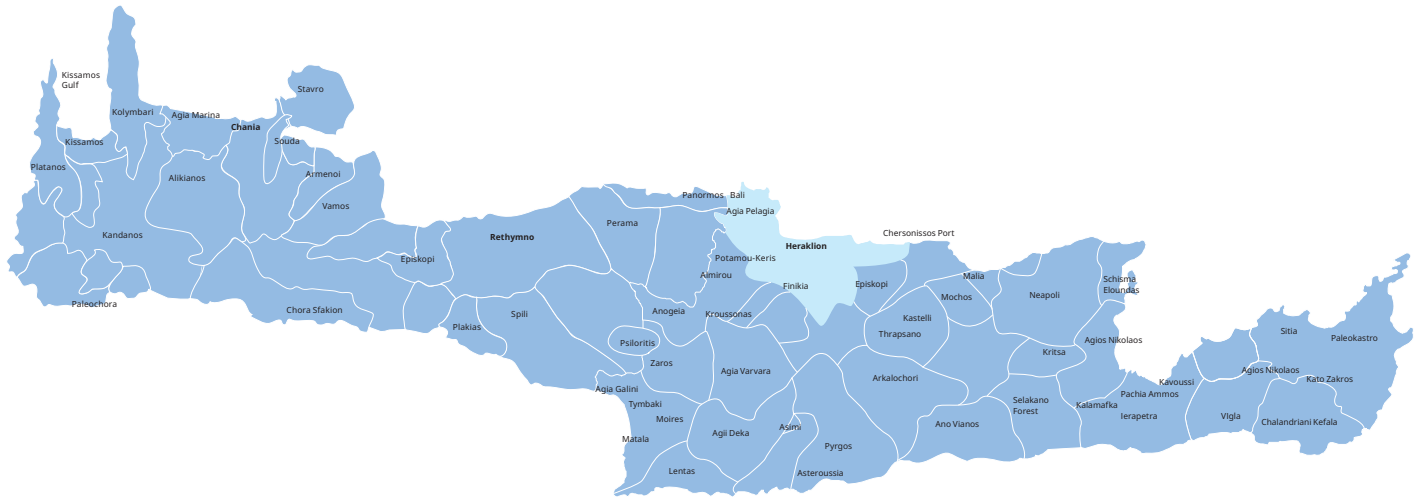 Kissamos
Gulf
Stavro
Kolymbari
Agia Marina
Chania
Kissamos
Souda
Platanos
Alikianos
Armenoi
Vamos
Kandanos
Paleochora
Chora Sfakion
Episkopi
Rethymno
Perama
Panormos
Bali
Agia Pelagia
Heraklion
Chersonissos Port
Potamou-Keris
Aimirou
Finikia
Episkopi
Malia
Mochos
Neapoli
Schisma
Eloundas
Plakias
Spili
Anogeia
Kroussonas
Kastelli
Thrapsano
Psiloritis
Zaros
Agia Varvara
Arkalochori
Kritsa
Agios Nikolaos
Sitia
Paleokastro
Agia Galini
Tymbaki
Moires
Matala
Agii Deka
Asimi
Lentas
Pyrgos
Asteroussia
Ano Vianos
Selakano
Forest
Kalamafka
Pachia Ammos
Ierapetra
Kavoussi
Agios Nikolaos
Kato Zakros
VIgla
Chalandriani Kefala